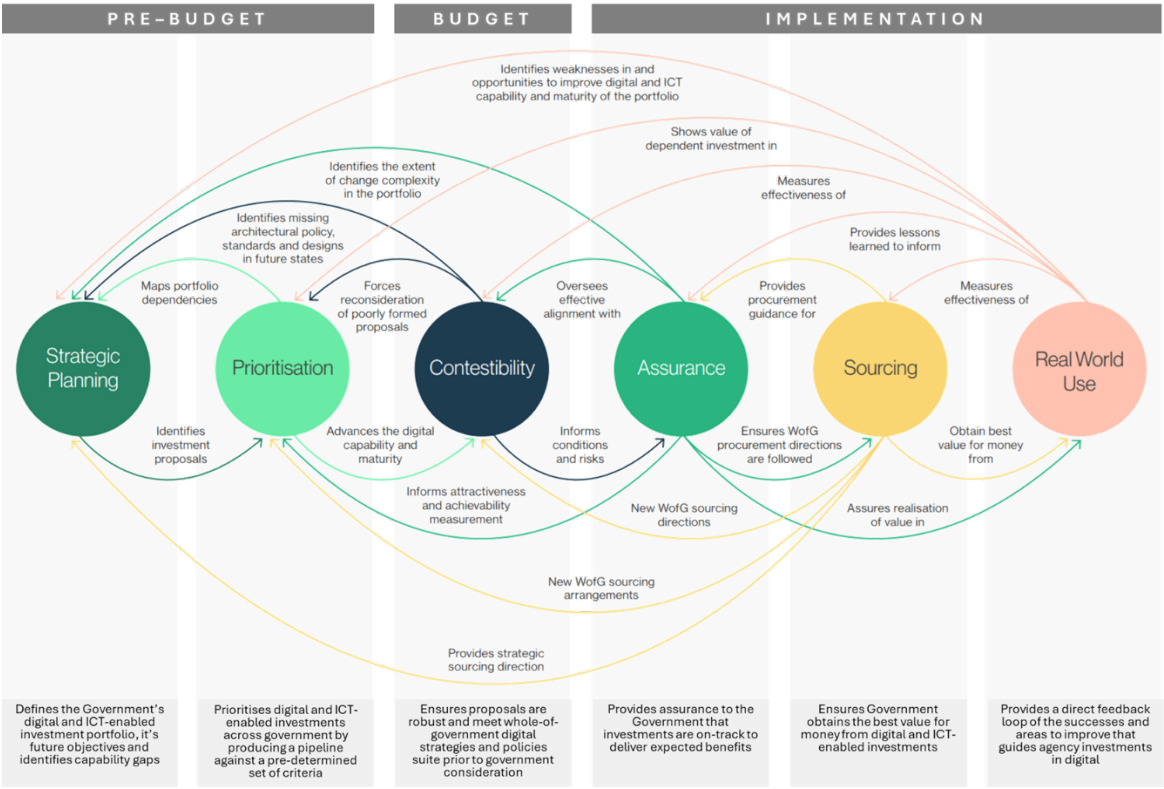 PRE-BUDGET
BUDGET
IMPLEMENTATION
Identifies weaknesses in and
opportunities to improve digital and ICT
capability and maturity of the portfolio
Shows value of
dependent investment in
Identifies the extent
of change complexity
in the portfolio
Measures
effectiveness of
Identifies missing
architectural policy,
standards and designs
in future states
Provides lessons
learned to inform
Maps portfolio
dependencies
Forces
reconsideration
of poorly formed
proposals
Oversees
effective
alignment with
Provides
procurement
guidance for
Measures
effectiveness of
Strategic
Planning
Prioritisation
Contestibility
Assurance
Sourcing
Real World
Use
Identifies
investment
proposals
Advances the digital
capability and
maturity
Informs
conditions
and risks
Ensures WofG
procurement directions
are followed
Obtain best
value for money
from
Informs attractiveness
and achievability
measurement
New WofG sourcing
directions
Assures realisation
of value in
New WofG sourcing
arrangements
Provides strategic
sourcing direction
Defines the Government's
digital and ICT-enabled
investment portfolio, it's
future objectives and
identifies capability gaps
Prioritises digital and ICT-
enabled investments
across government by
producing a pipeline
against a pre-determined
set of criteria
Ensures proposals are
robust and meet whole-of-
government digital
strategies and policies
suite prior to government
consideration
Provides assurance to the
Government that
investments are on-track to
deliver expected benefits
Ensures Government
obtains the best value for
money from digital and ICT-
enabled investments
Provides a direct feedback
loop of the successes and
areas to improve that
guides agency investments
in digital